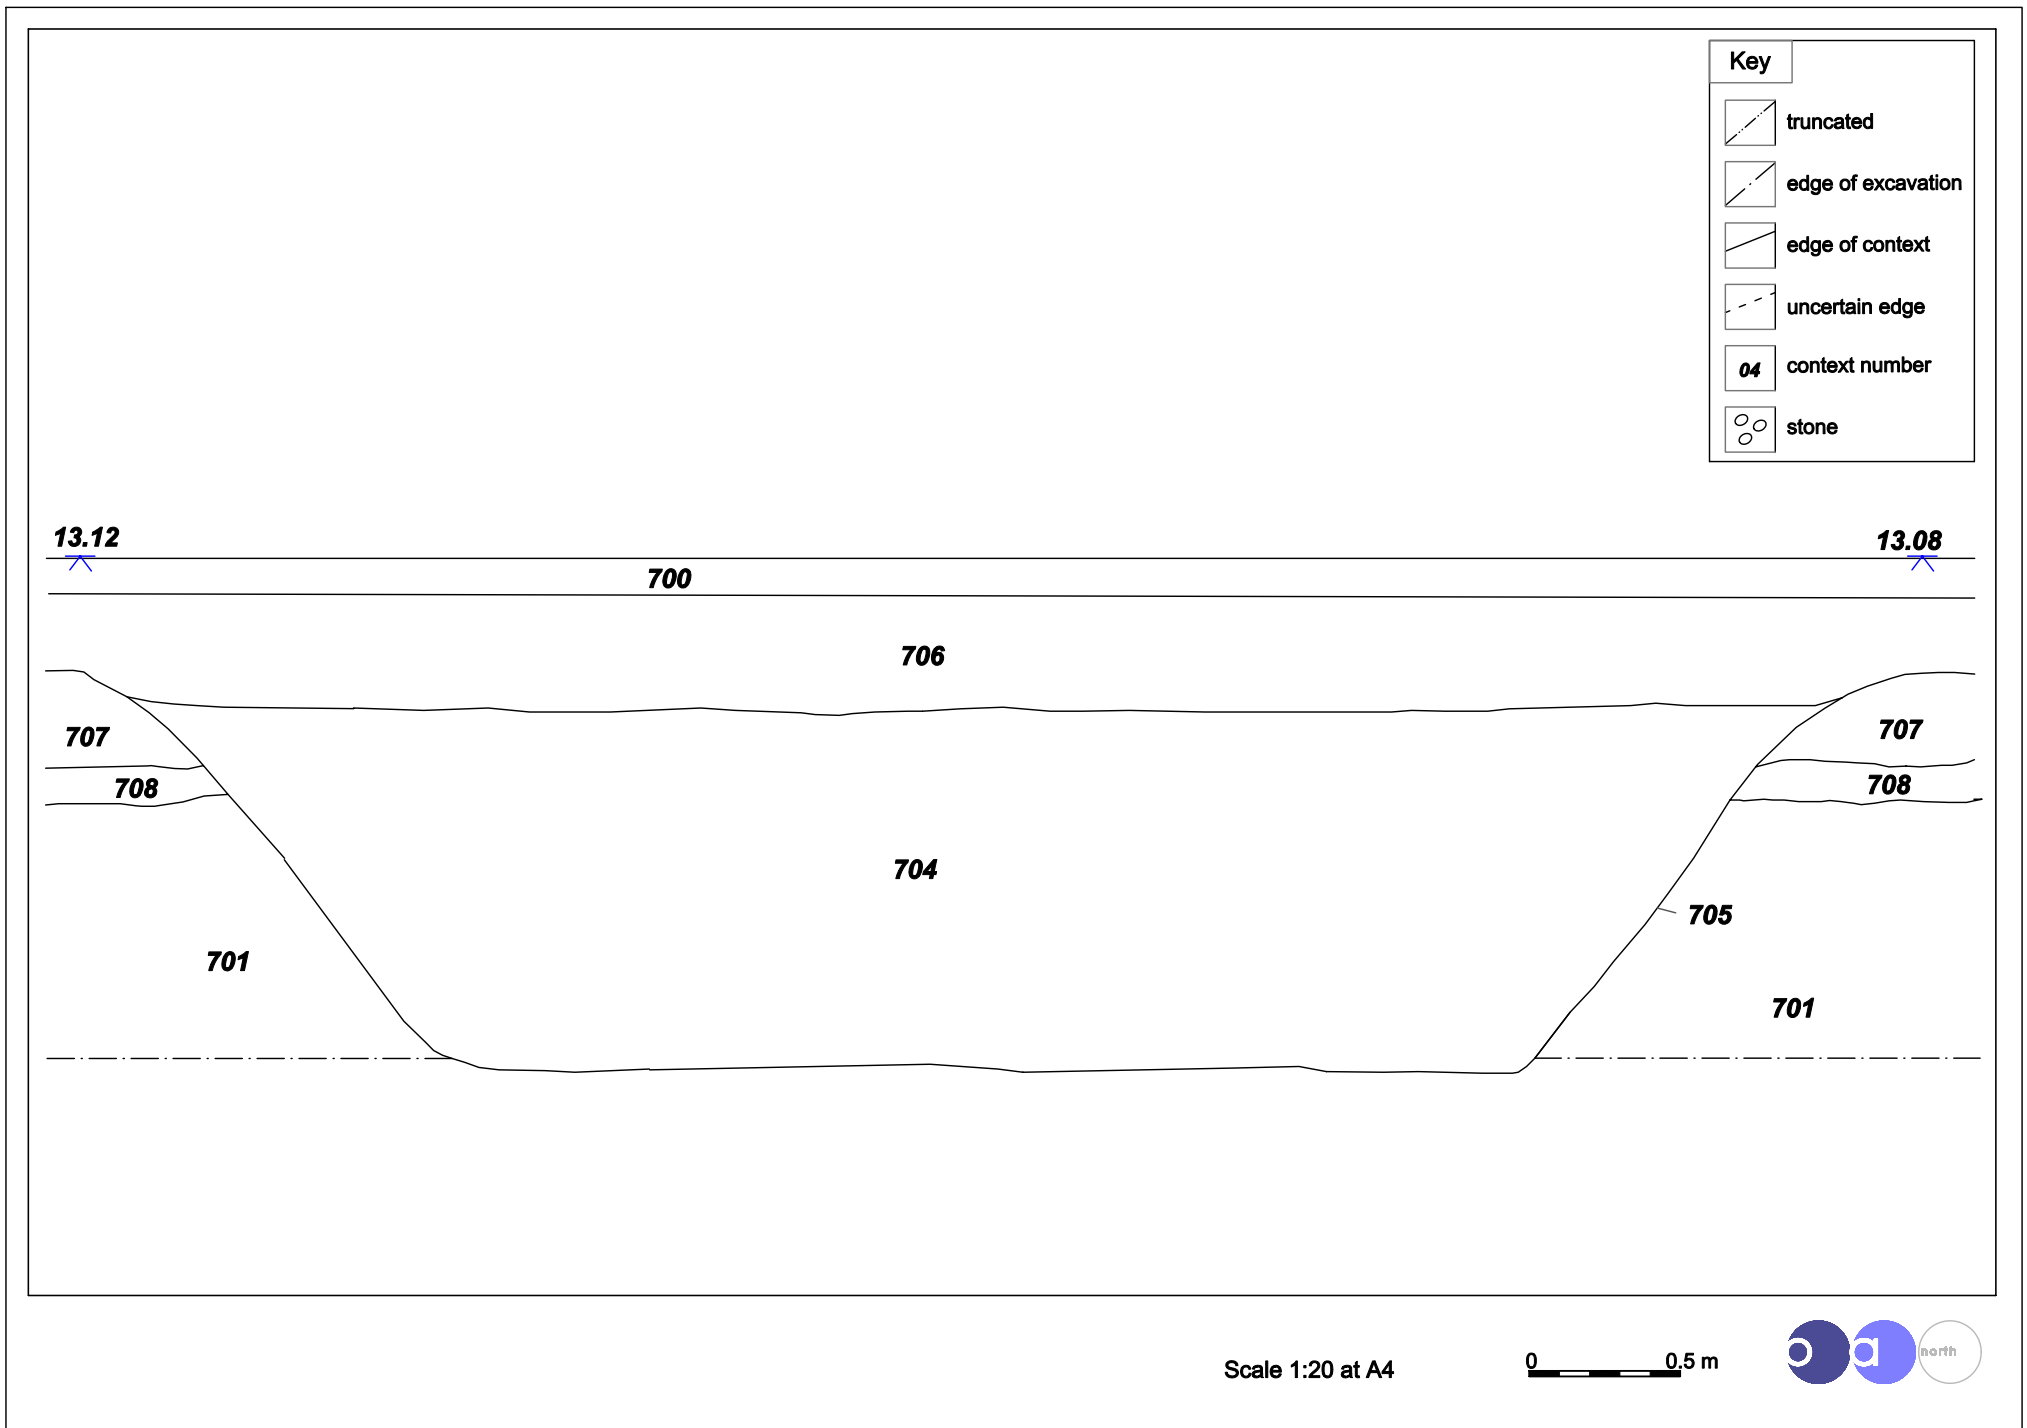 Key
truncated
edge of excavation
edge of context
uncertain edge
04 context number
stone
13.12
13.08
700
706
707
707
708
708
704
705
701
701
Scale 1:20 at A4
0 0.5 m
oa north